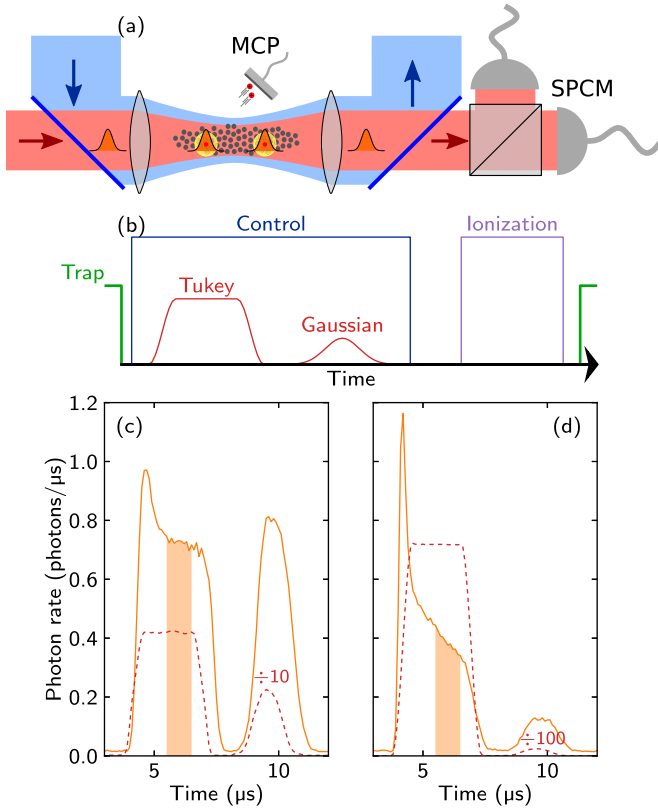 (a)
MCP
SPCM
(b)
Control
Ionization
Trap
Tukey
Gaussian
Time
Photon rate (photons/µs)
1.2
1.0
0.8
0.6
0.4
0.2
0.0
(c)
÷10
5
10
Time (µs)
(d)
÷100
5
10
Time (µs)